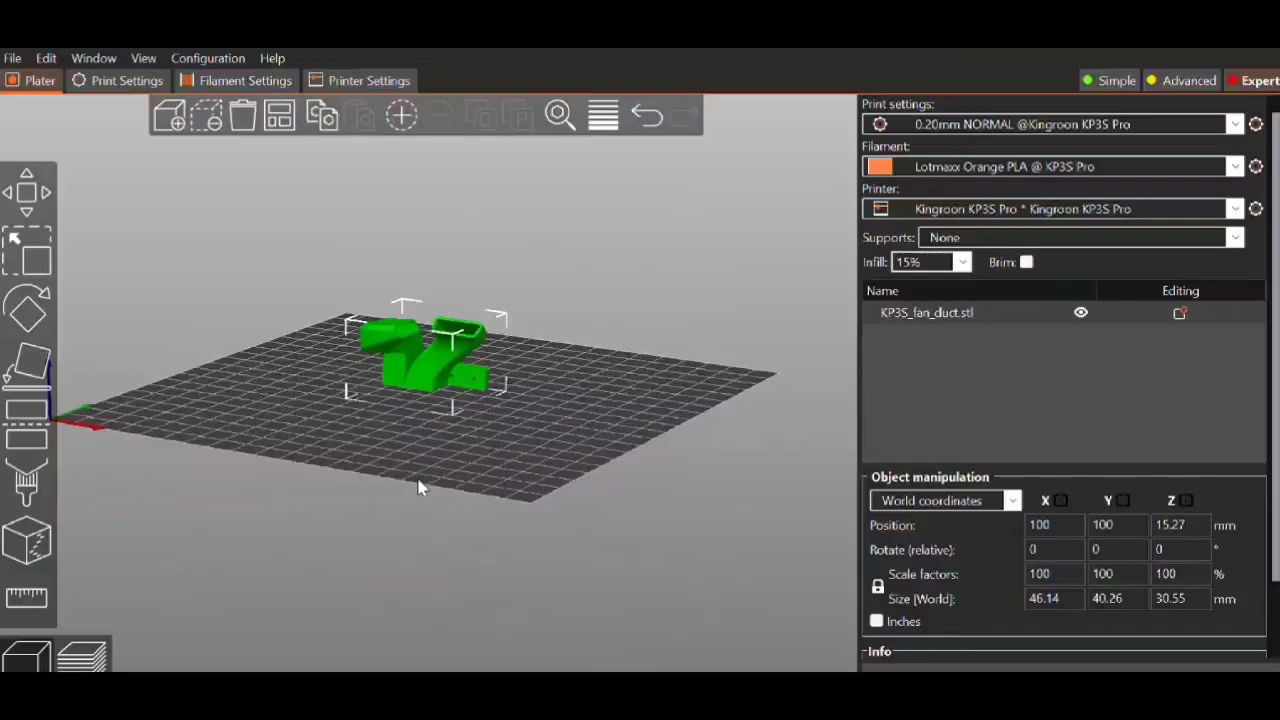 File Edit Window View Configuration Help
Plater Print Settings Filament Settings Printer Settings Simple Advanced Expert
Print settings:
0.20mm NORMAL @Kingroon KP3S Pro
Filament:
Lotmaxx Orange PLA @ KP3S Pro
Printer:
Kingroon KP3S Pro * Kingroon KP3S Pro
Supports: None
Infill: 15% Brim:
Name Editing
KP3S_fan_duct.stl
Object manipulation
World coordinates X Y Z
Position: 100 100 15.27 mm
Rotate (relative): 0 0 0 °
Scale factors: 100 100 100 %
Size [World]: 46.14 40.26 30.55 mm
Inches
Info